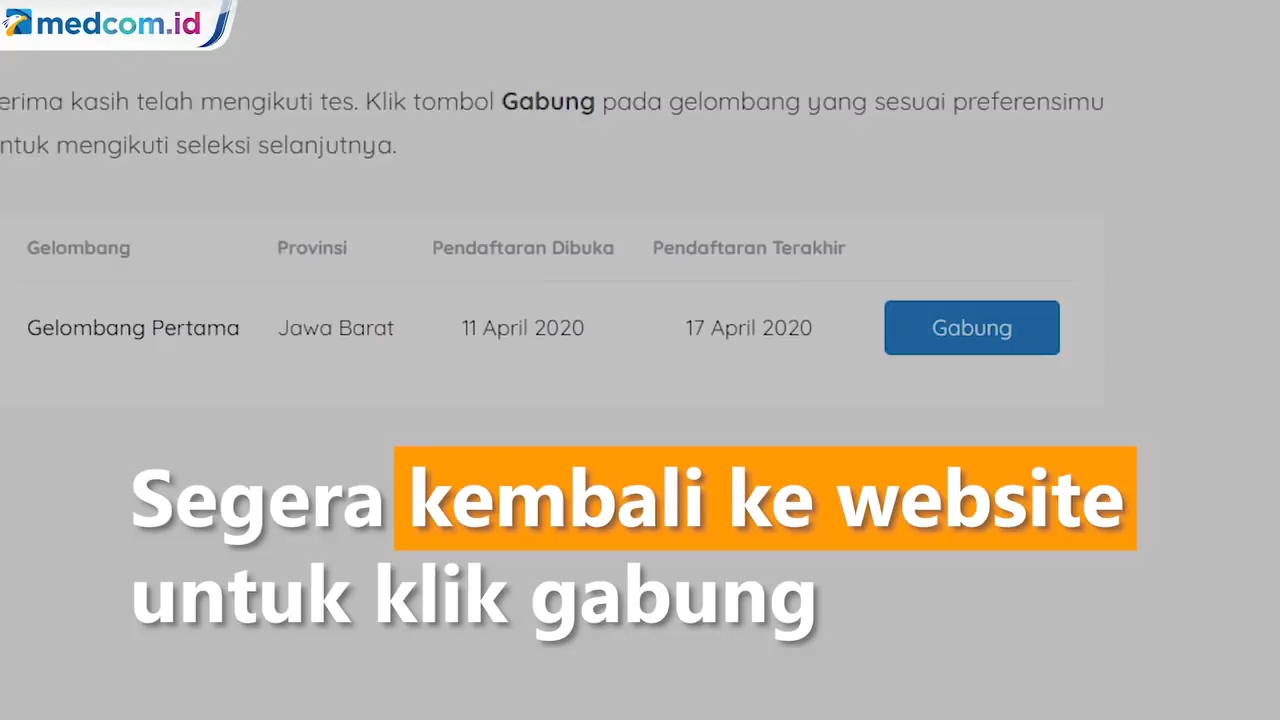 medcom.id
erima kasih telah mengikuti tes. Klik tombol Gabung pada gelombang yang sesuai preferensimu
ntuk mengikuti seleksi selanjutnya.
Gelombang Provinsi Pendaftaran Dibuka Pendaftaran Terakhir
Gelombang Pertama Jawa Barat 11 April 2020 17 April 2020 Gabung
Segera kembali ke website
untuk klik gabung